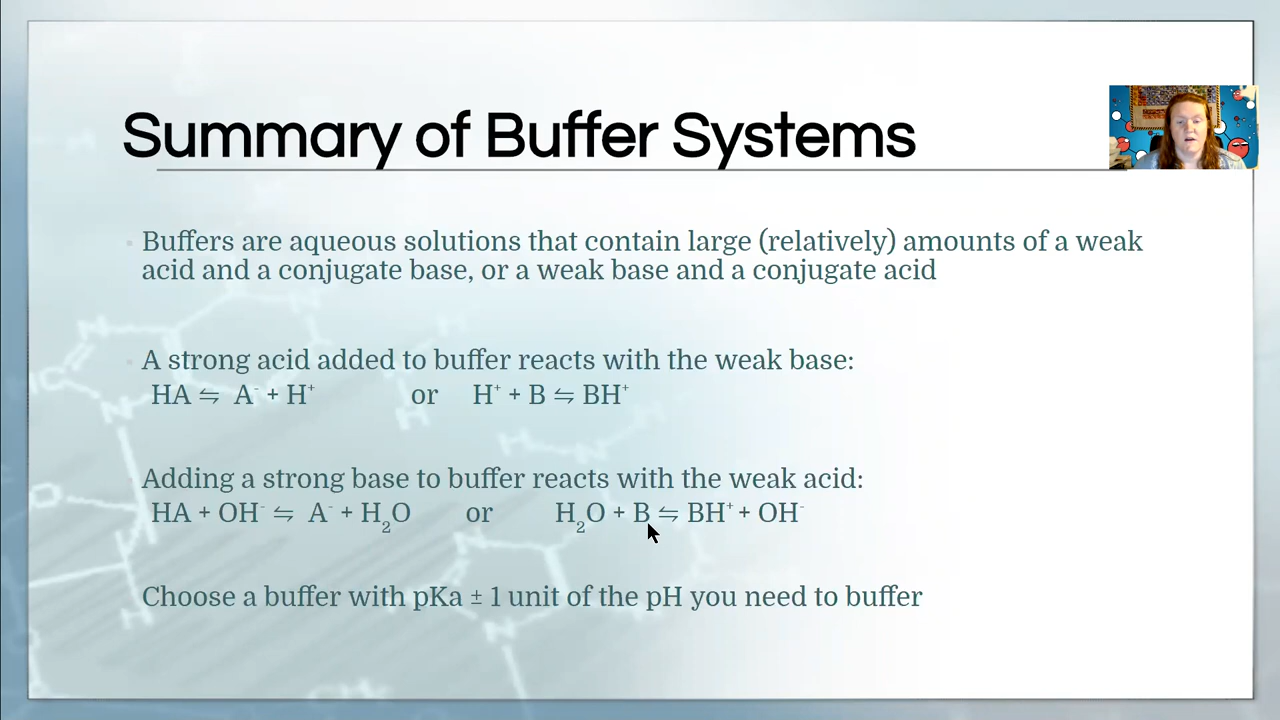 Summary of Buffer Systems
Buffers are aqueous solutions that contain large (relatively) amounts of a weak
acid and a conjugate base, or a weak base and a conjugate acid
A strong acid added to buffer reacts with the weak base:
HA ⇋ A⁻ + H⁺ or H⁺ + B ⇋ BH⁺
Adding a strong base to buffer reacts with the weak acid:
HA + OH⁻ ⇋ A⁻ + H₂O or H₂O + B ⇋ BH⁺ + OH⁻
Choose a buffer with pKa ± 1 unit of the pH you need to buffer